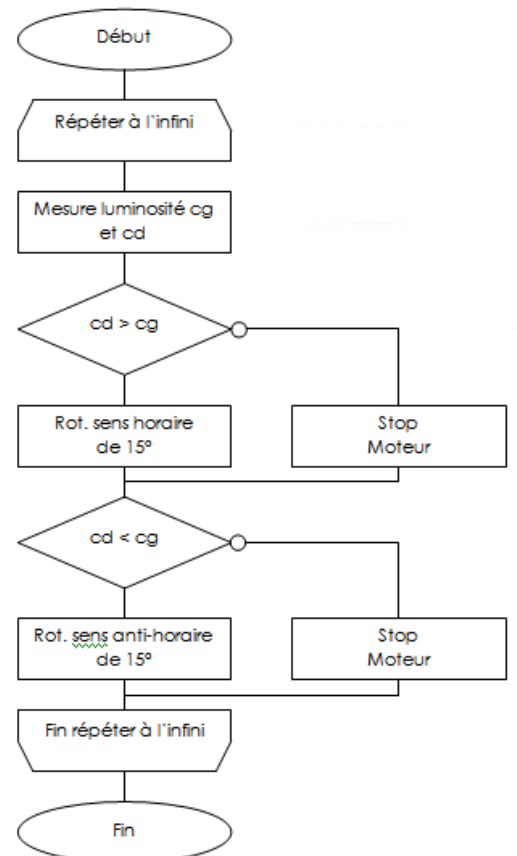 Début
Répéter à l'infini
Mesure luminosité cg
et cd
cd > cg
Rot. sens horaire
de 15°
Stop
Moteur
cd < cg
Rot. sens anti-horaire
de 15°
Stop
Moteur
Fin répéter à l'infini
Fin